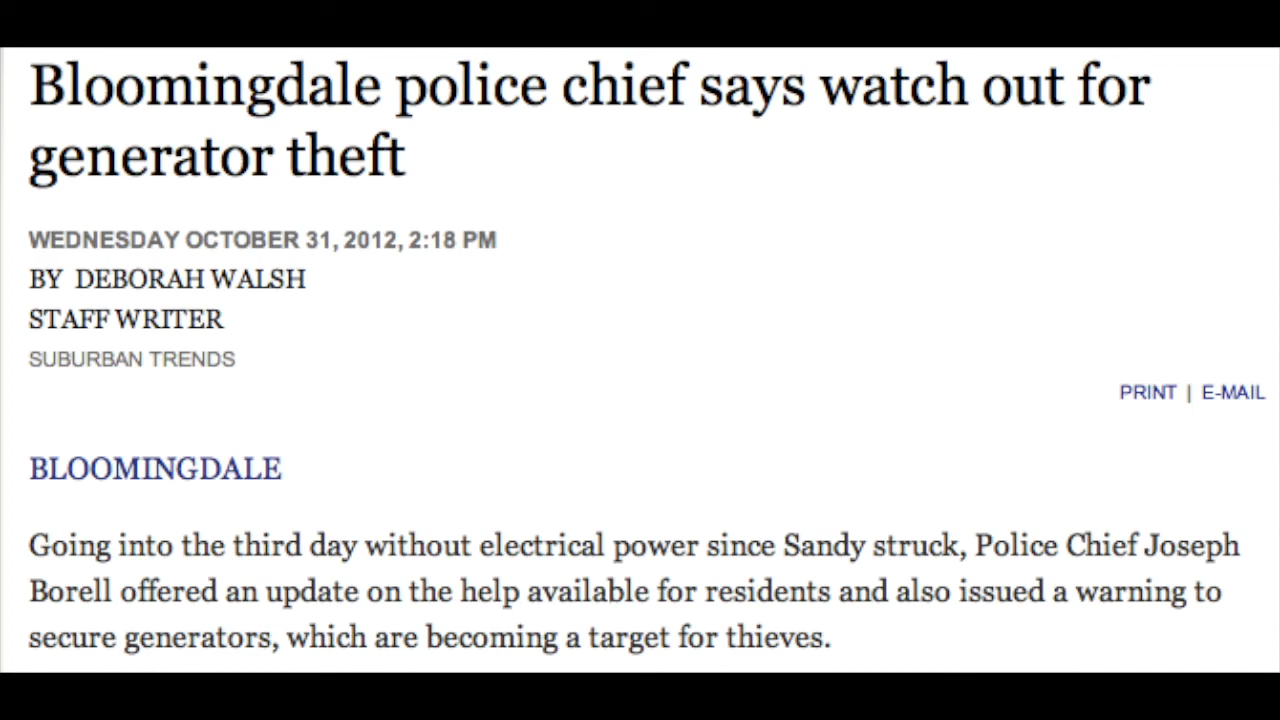 Bloomingdale police chief says watch out for
generator theft
WEDNESDAY OCTOBER 31, 2012, 2:18 PM
BY DEBORAH WALSH
STAFF WRITER
SUBURBAN TRENDS
PRINT | E-MAIL
BLOOMINGDALE
Going into the third day without electrical power since Sandy struck, Police Chief Joseph
Borell offered an update on the help available for residents and also issued a warning to
secure generators, which are becoming a target for thieves.